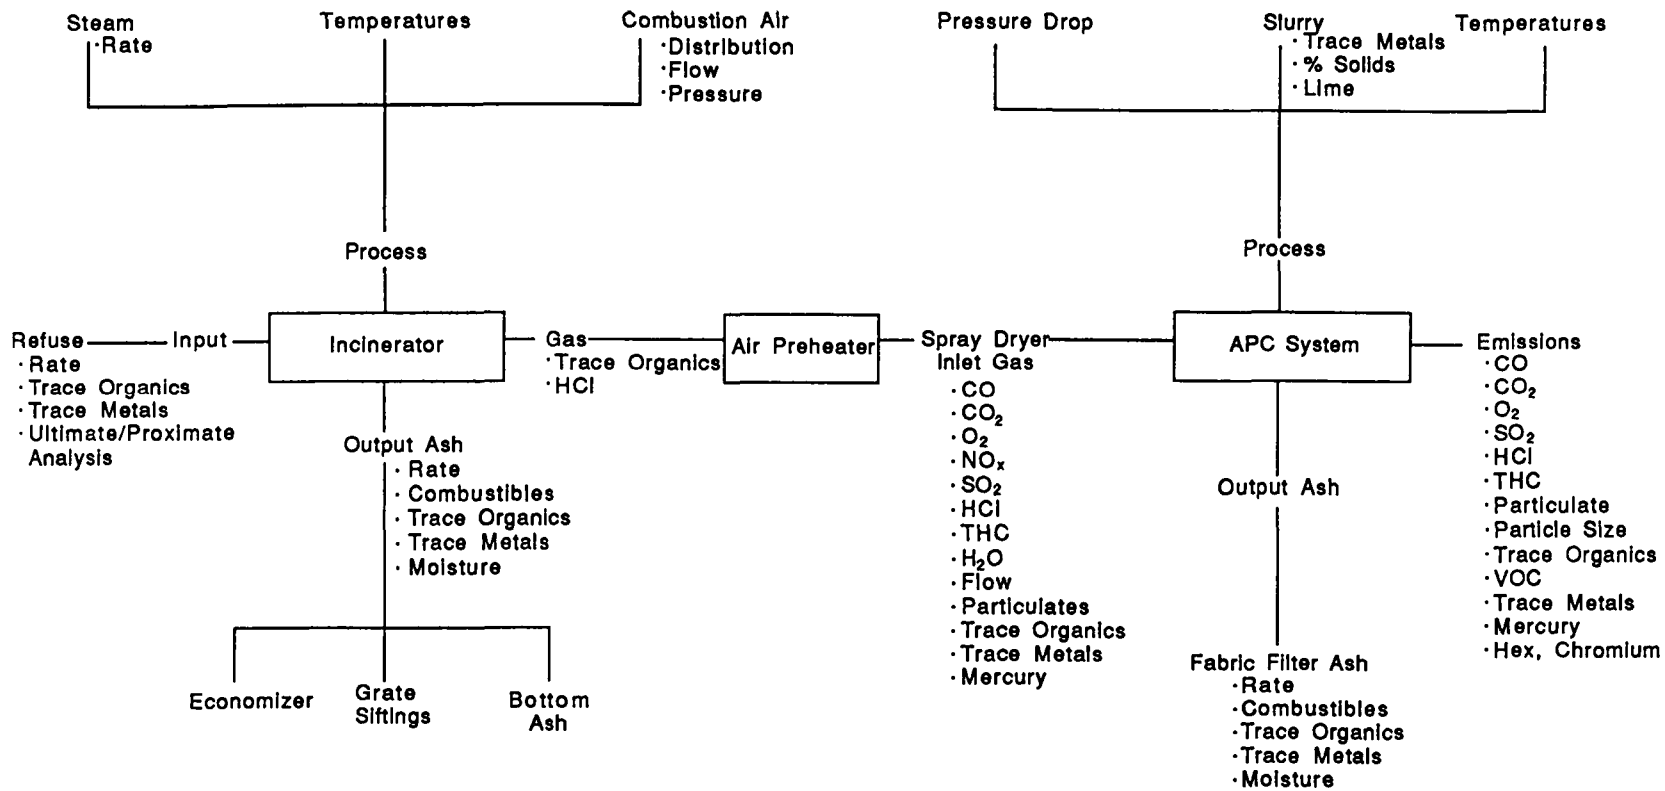 Steam
·Rate
Temperatures
Combustion Air
·Distribution
·Flow
·Pressure
Pressure Drop
Slurry
·Trace Metals
·% Solids
·Lime
Temperatures
Process
Process
Refuse
·Rate
·Trace Organics
·Trace Metals
·Ultimate/Proximate
Analysis
Input
Incinerator
Gas
·Trace Organics
·HCl
Air Preheater
Spray Dryer
Inlet Gas
·CO
·CO₂
·O₂
·NOₓ
·SO₂
·HCl
·THC
·H₂O
·Flow
·Particulates
·Trace Organics
·Trace Metals
·Mercury
APC System
Emissions
·CO
·CO₂
·O₂
·SO₂
·HCl
·THC
·Particulate
·Particle Size
·Trace Organics
·VOC
·Trace Metals
·Mercury
·Hex, Chromium
Output Ash
·Rate
·Combustibles
·Trace Organics
·Trace Metals
·Moisture
Economizer
Grate
Siftings
Bottom
Ash
Output Ash
Fabric Filter Ash
·Rate
·Combustibles
·Trace Organics
·Trace Metals
·Moisture